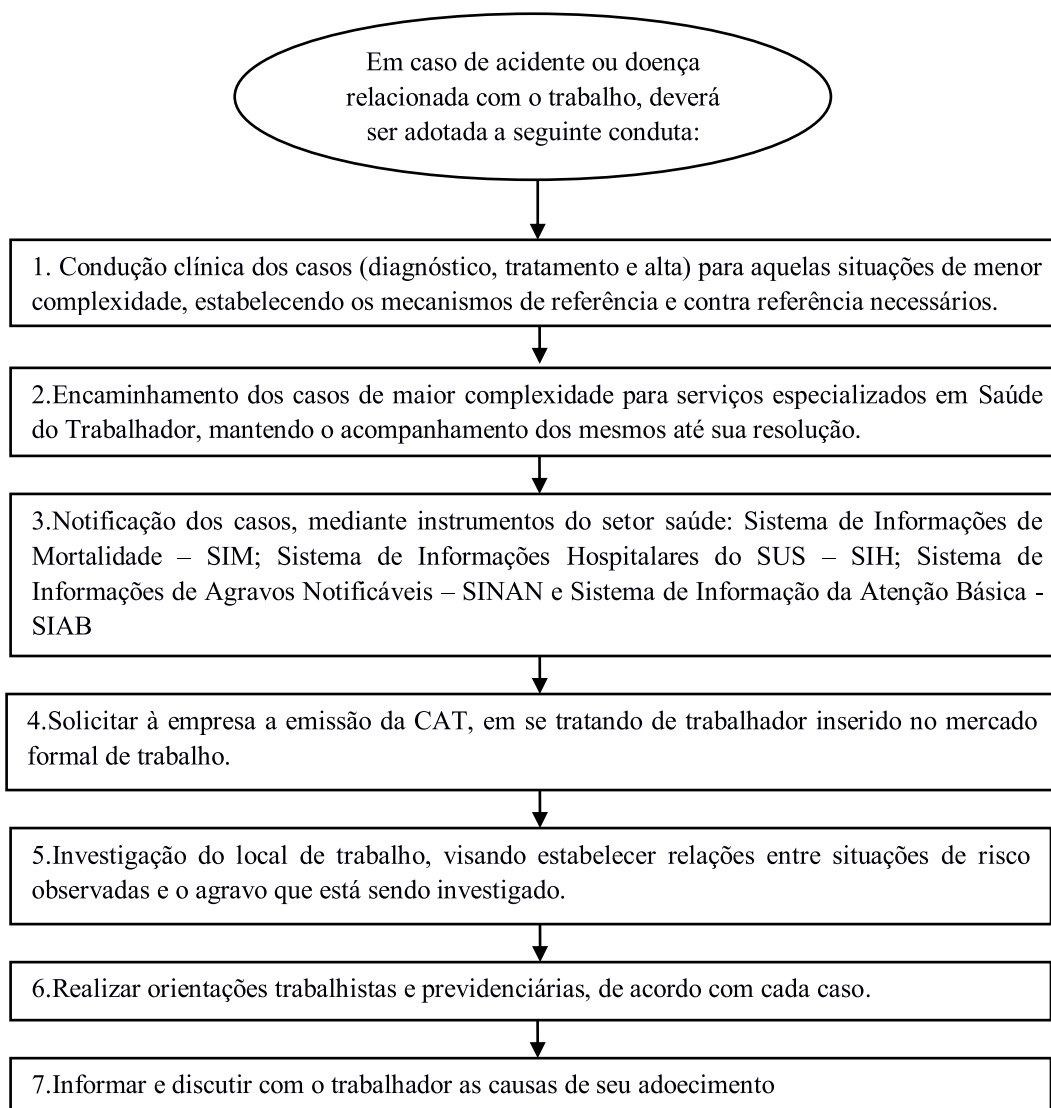 Em caso de acidente ou doença
relacionada com o trabalho, deverá
ser adotada a seguinte conduta:
1. Condução clínica dos casos (diagnóstico, tratamento e alta) para aquelas situações de menor
complexidade, estabelecendo os mecanismos de referência e contra referência necessários.
2.Encaminhamento dos casos de maior complexidade para serviços especializados em Saúde
do Trabalhador, mantendo o acompanhamento dos mesmos até sua resolução.
3.Notificação dos casos, mediante instrumentos do setor saúde: Sistema de Informações de
Mortalidade – SIM; Sistema de Informações Hospitalares do SUS – SIH; Sistema de
Informações de Agravos Notificáveis – SINAN e Sistema de Informação da Atenção Básica -
SIAB
4.Solicitar à empresa a emissão da CAT, em se tratando de trabalhador inserido no mercado
formal de trabalho.
5.Investigação do local de trabalho, visando estabelecer relações entre situações de risco
observadas e o agravo que está sendo investigado.
6.Realizar orientações trabalhistas e previdenciárias, de acordo com cada caso.
7.Informar e discutir com o trabalhador as causas de seu adoecimento